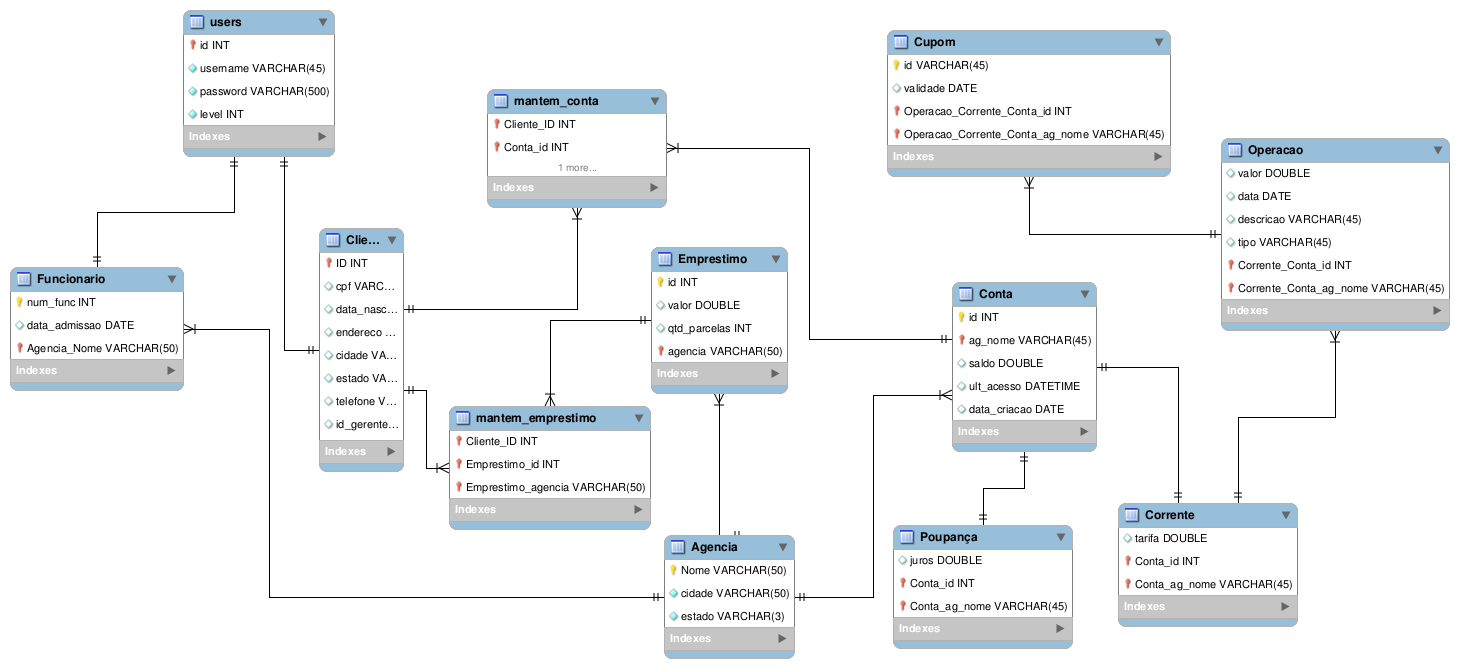 users
id INT
username VARCHAR(45)
password VARCHAR(500)
level INT
Indexes
Cupom
id VARCHAR(45)
validade DATE
Operacao_Corrente_Conta_id INT
Operacao_Corrente_Conta_ag_nome VARCHAR(45)
Indexes
mantem_conta
Cliente_ID INT
Conta_id INT
1 more...
Indexes
Operacao
valor DOUBLE
data DATE
descricao VARCHAR(45)
tipo VARCHAR(45)
Corrente_Conta_id INT
Corrente_Conta_ag_nome VARCHAR(45)
Indexes
Clie...
ID INT
cpf VARC...
data_nasc...
endereco ...
cidade VA...
estado VA...
telefone V...
id_gerente...
Indexes
Emprestimo
id INT
valor DOUBLE
qtd_parcelas INT
agencia VARCHAR(50)
Indexes
Funcionario
num_func INT
data_admissao DATE
Agencia_Nome VARCHAR(50)
Indexes
Conta
id INT
ag_nome VARCHAR(45)
saldo DOUBLE
ult_acesso DATETIME
data_criacao DATE
Indexes
mantem_emprestimo
Cliente_ID INT
Emprestimo_id INT
Emprestimo_agencia VARCHAR(50)
Indexes
Agencia
Nome VARCHAR(50)
cidade VARCHAR(50)
estado VARCHAR(3)
Indexes
Poupança
juros DOUBLE
Conta_id INT
Conta_ag_nome VARCHAR(45)
Indexes
Corrente
tarifa DOUBLE
Conta_id INT
Conta_ag_nome VARCHAR(45)
Indexes